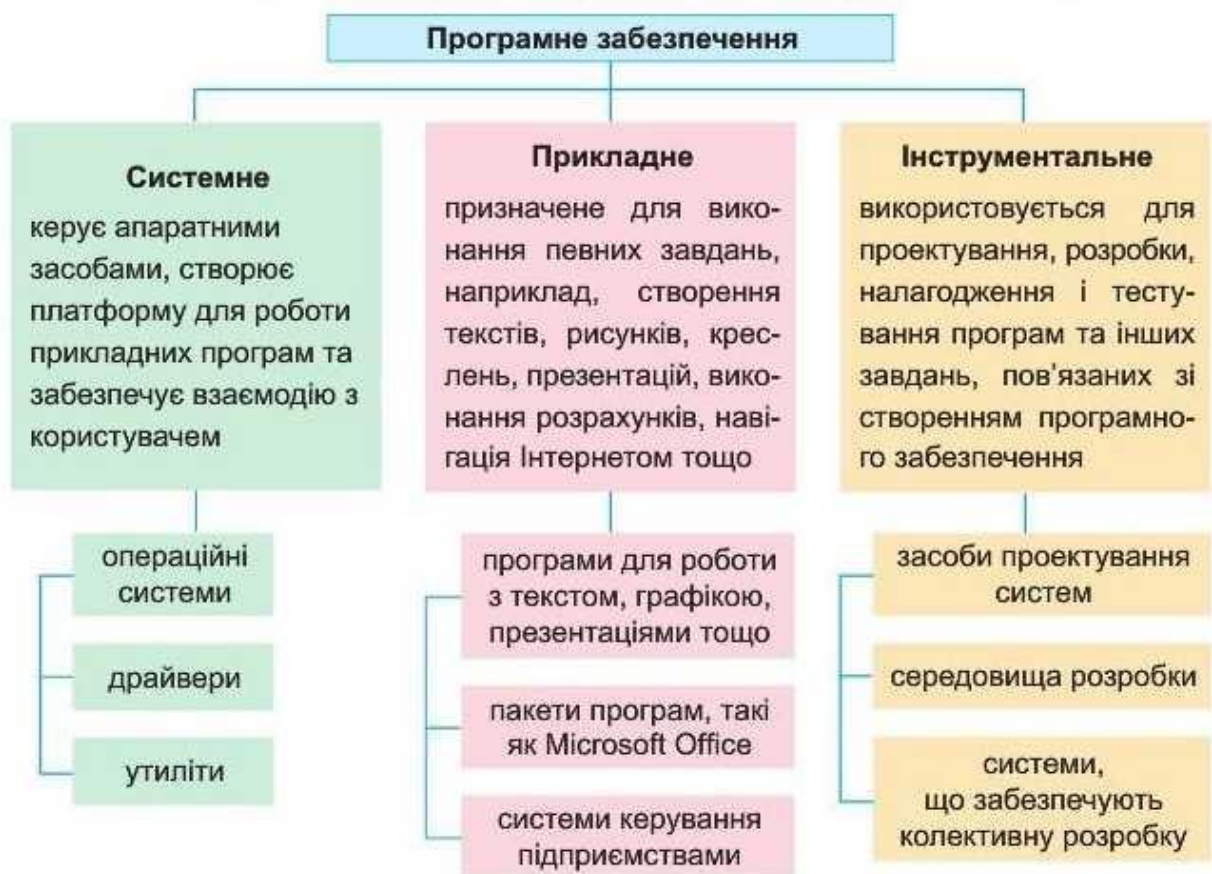 Програмне забезпечення
Системне
керує апаратними
засобами, створює
платформу для роботи
прикладних програм та
забезпечує взаємодію з
користувачем
операційні
системи
драйвери
утиліти
Прикладне
призначене для вико-
нання певних завдань,
наприклад, створення
текстів, рисунків, крес-
лень, презентацій, вико-
нання розрахунків, наві-
гація Інтернетом тощо
програми для роботи
з текстом, графікою,
презентаціями тощо
пакети програм, такі
як Microsoft Office
системи керування
підприємствами
Інструментальне
використовується для
проектування, розробки,
налагодження і тесту-
вання програм та інших
завдань, пов'язаних зі
створенням програмно-
го забезпечення
засоби проектування
систем
середовища розробки
системи,
що забезпечують
колективну розробку